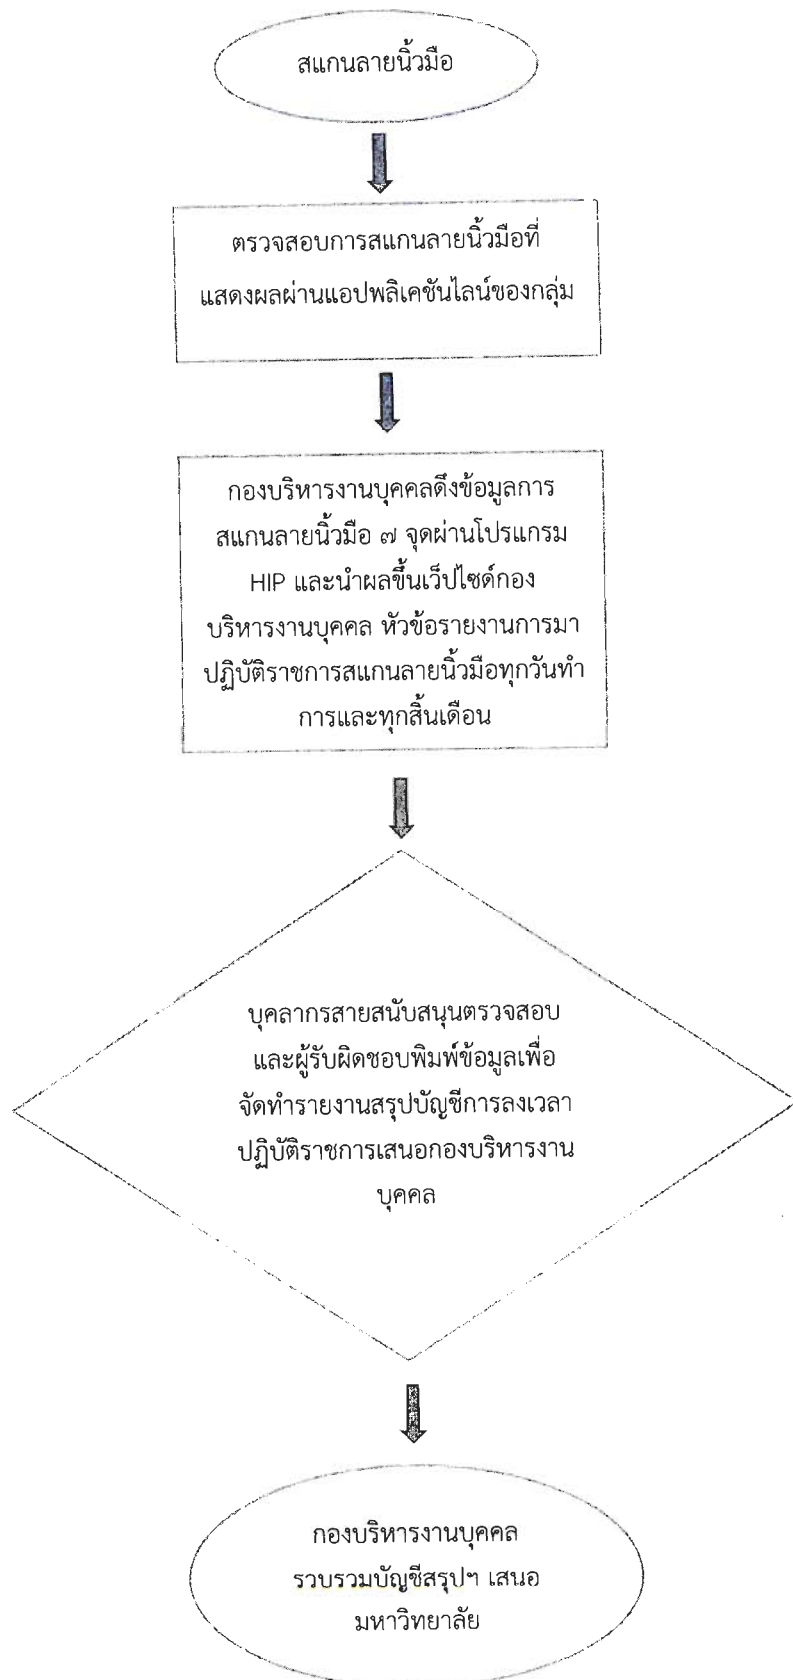 สแกนลายนิ้วมือ
ตรวจสอบการสแกนลายนิ้วมือที่
แสดงผลผ่านแอปพลิเคชันไลน์ของกลุ่ม
กองบริหารงานบุคคลดึงข้อมูลการ
สแกนลายนิ้วมือ ๗ จุดผ่านโปรแกรม
HIP และนำผลขึ้นเว็ปไซด์กอง
บริหารงานบุคคล หัวข้อรายงานการมา
ปฏิบัติราชการสแกนลายนิ้วมือทุกวันทำ
การและทุกสิ้นเดือน
บุคลากรสายสนับสนุนตรวจสอบ
และผู้รับผิดชอบพิมพ์ข้อมูลเพื่อ
จัดทำรายงานสรุปบัญชีการลงเวลา
ปฏิบัติราชการเสนอกองบริหารงาน
บุคคล
กองบริหารงานบุคคล
รวบรวมบัญชีสรุปฯ เสนอ
มหาวิทยาลัย